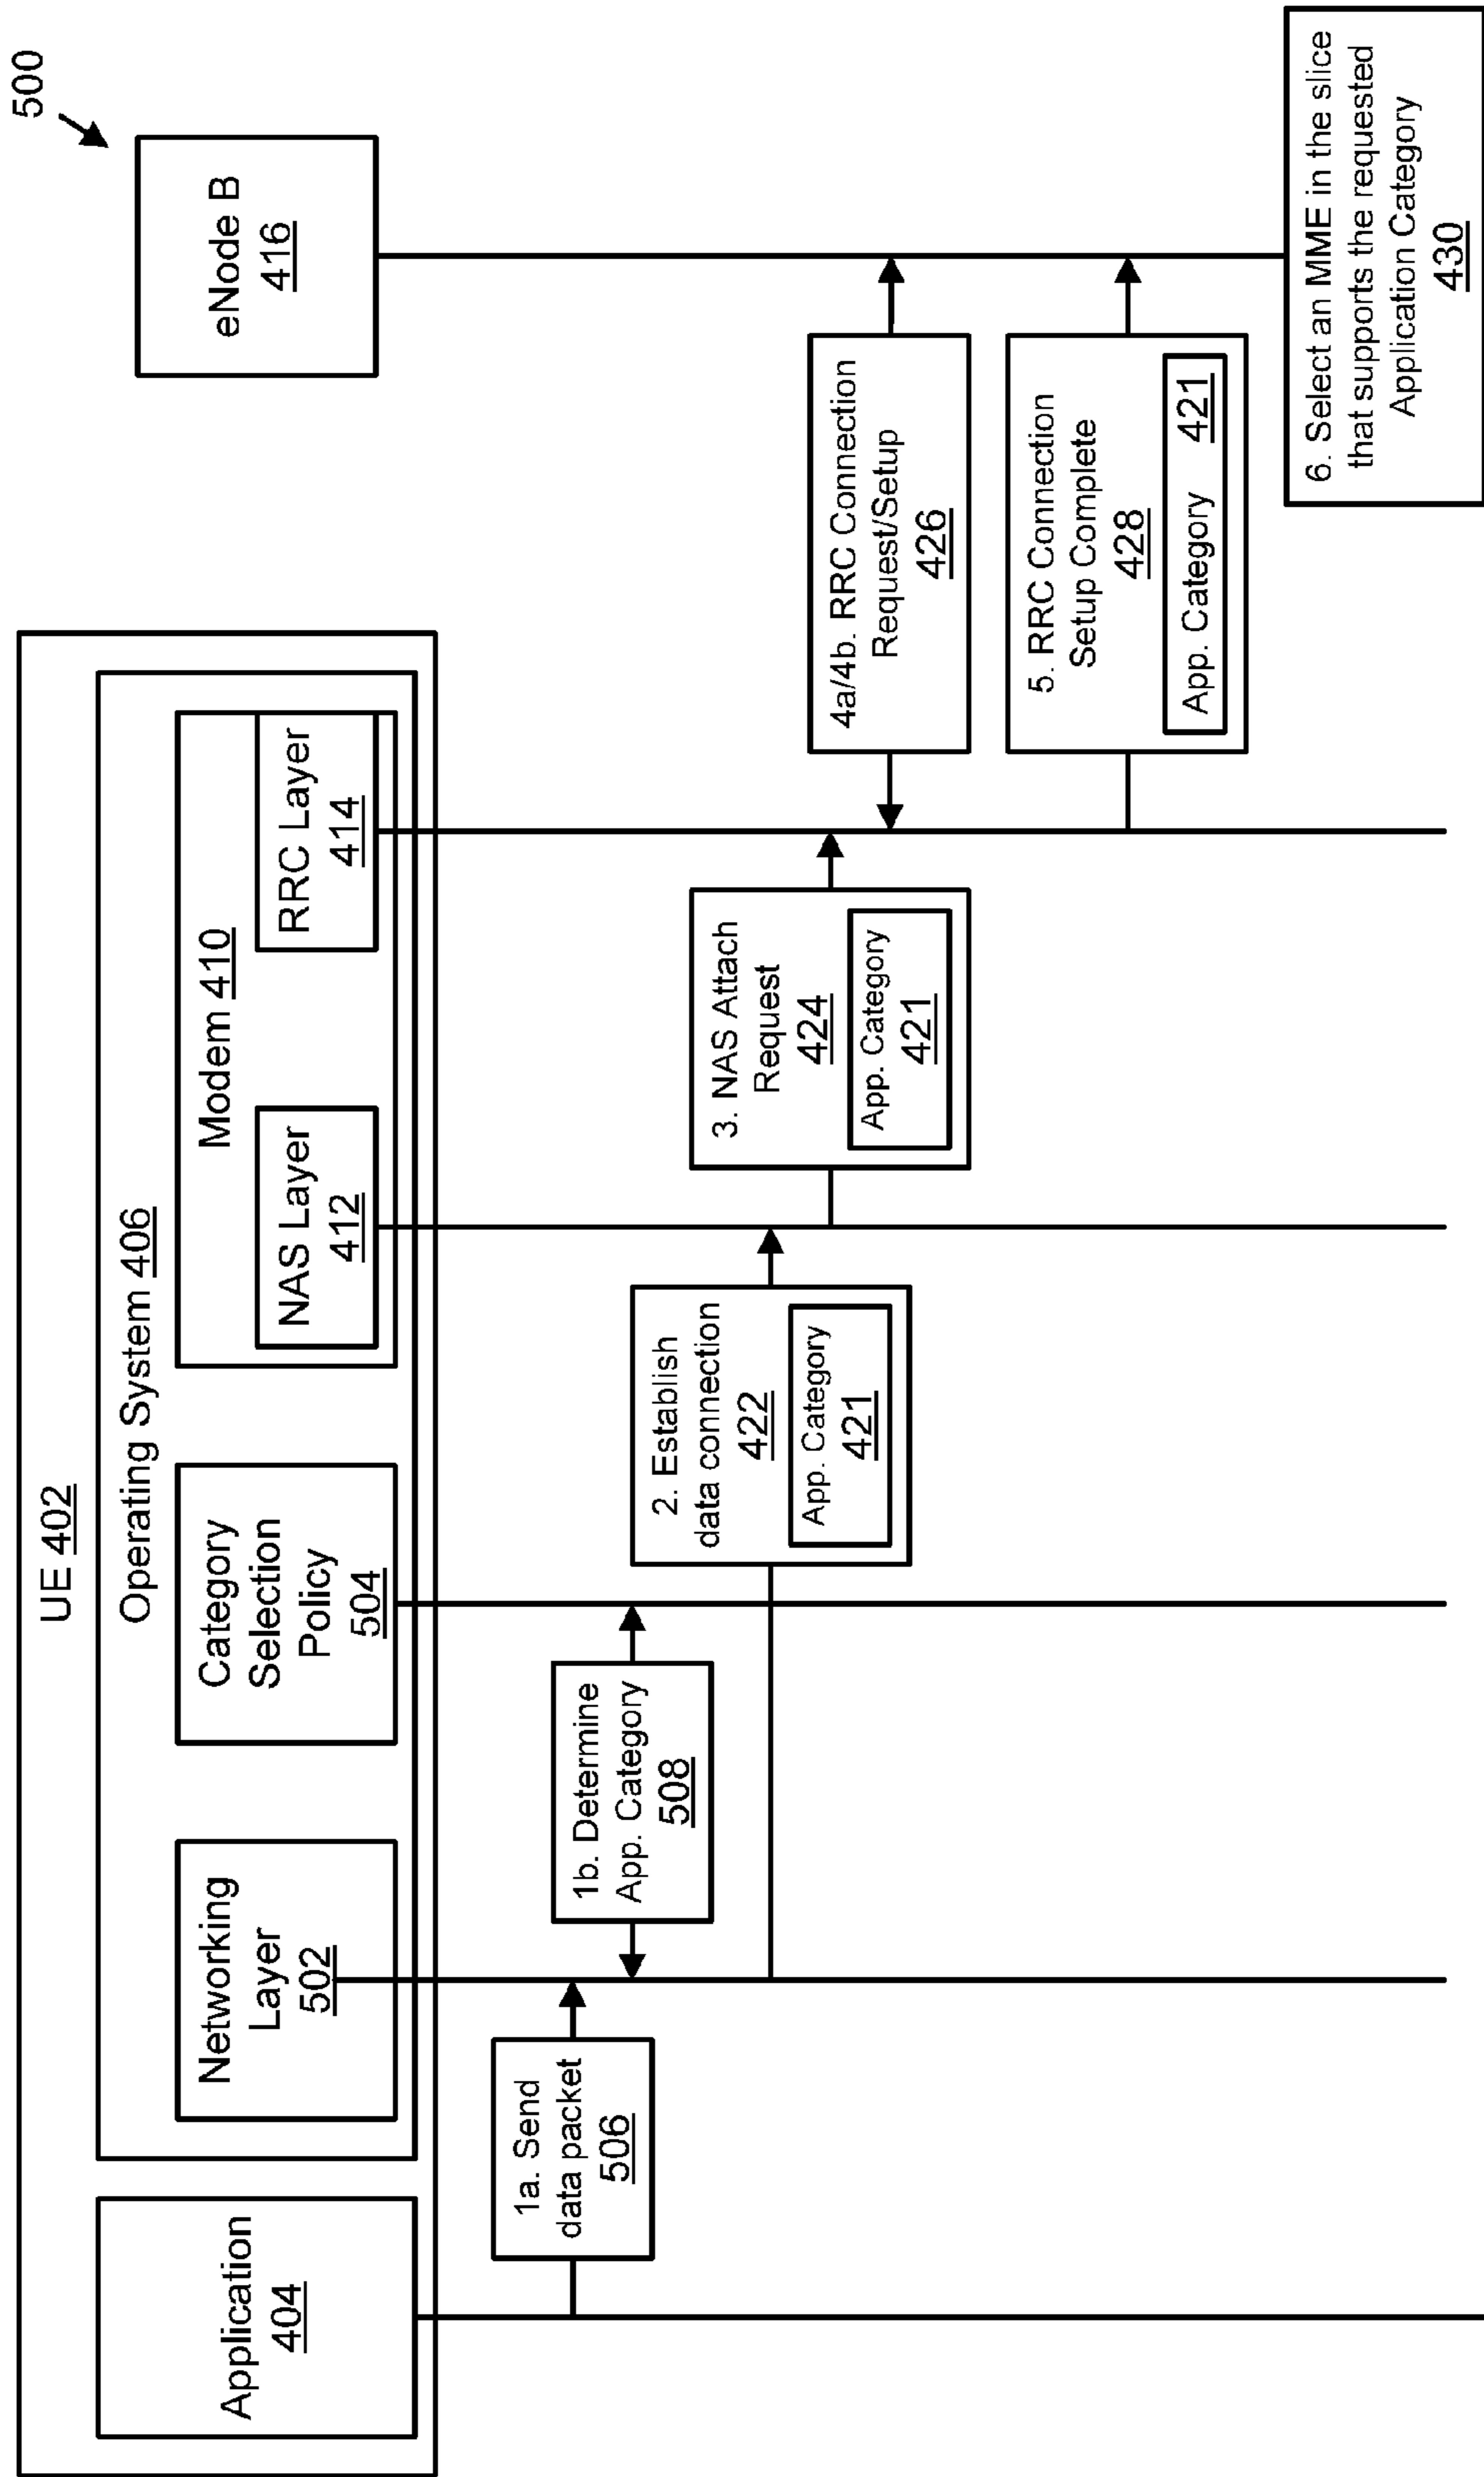 500
UE 402
Operating System 406
Application
404
Networking
Layer
502
Category
Selection
Policy
504
Modem 410
NAS Layer
412
RRC Layer
414
eNode B
416
1a. Send
data packet
506
1b. Determine
App. Category
508
2. Establish
data connection
422
App. Category
421
3. NAS Attach
Request
424
App. Category
421
4a/4b. RRC Connection
Request/Setup
426
5. RRC Connection
Setup Complete
428
App. Category 421
6. Select an MME in the slice
that supports the requested
Application Category
430